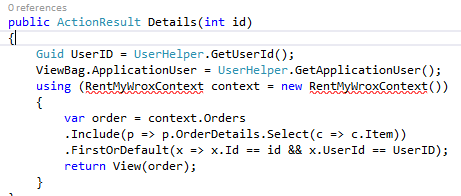 0 references
public ActionResult Details(int id)
{
Guid UserID = UserHelper.GetUserId();
ViewBag.ApplicationUser = UserHelper.GetApplicationUser();
using (RentMyWroxContext context = new RentMyWroxContext())
{
var order = context.Orders
.Include(p => p.OrderDetails.Select(c => c.Item))
.FirstOrDefault(x => x.Id == id && x.UserId == UserID);
return View(order);
}